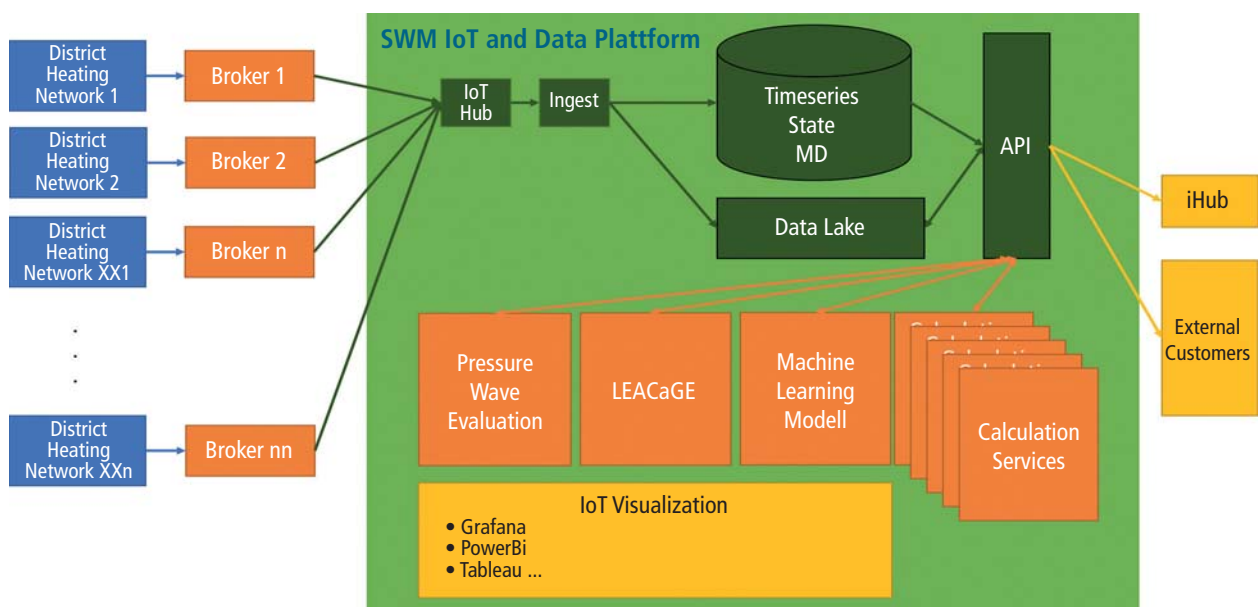 SWM IoT and Data Plattform
District
Heating
Network 1
Broker 1
District
Heating
Network 2
Broker 2
District
Heating
Network XX1
Broker n
.
.
.
District
Heating
Network XXn
Broker nn
IoT
Hub
Ingest
Timeseries
State
MD
Data Lake
API
iHub
External
Customers
Pressure
Wave
Evaluation
LEACaGE
Machine
Learning
Modell
Calculation
Services
IoT Visualization
• Grafana
• PowerBi
• Tableau ...